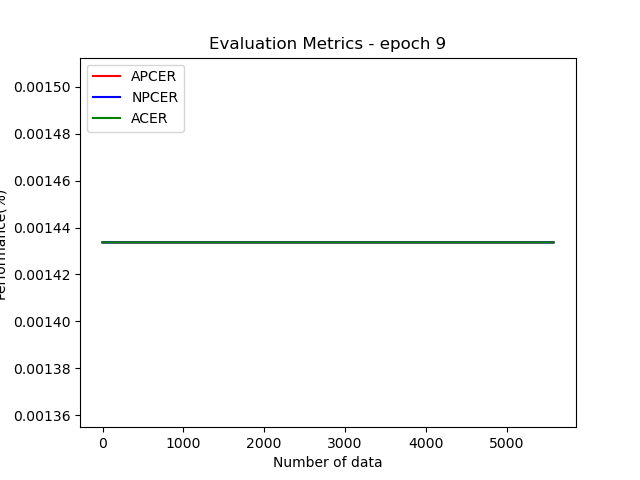 Evaluation Metrics - epoch 9
APCER
NPCER
ACER
0.00150
0.00148
0.00146
0.00144
0.00142
0.00140
0.00138
0.00136
Performance(%)
0
1000
2000
3000
4000
5000
Number of data